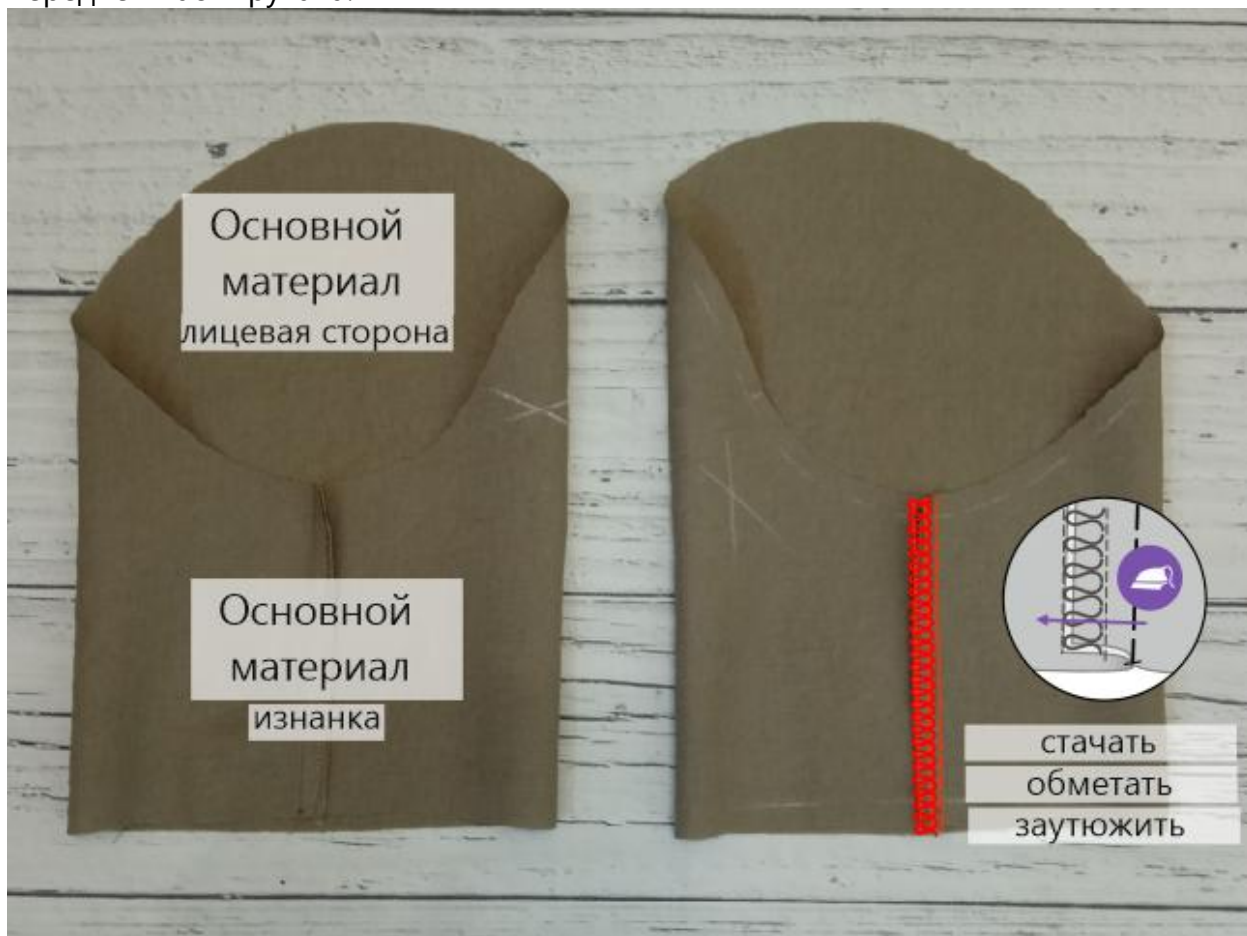 Основной
материал
лицевая сторона
Основной
материал
изнанка
стачать
обметать
заутюжить